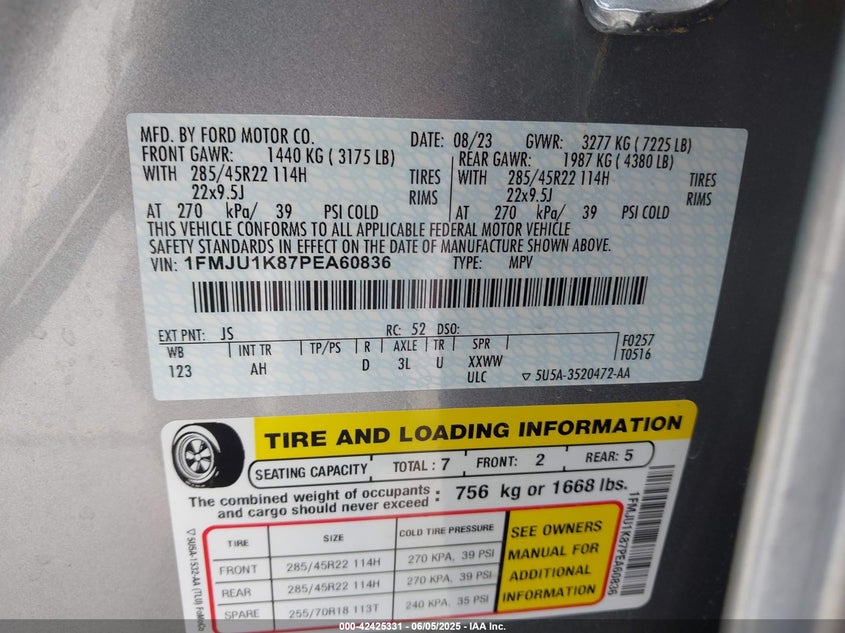 MFD. BY FORD MOTOR CO. DATE: 08/23 GVWR: 3277 KG ( 7225 LB)
FRONT GAWR: 1440 KG ( 3175 LB) REAR GAWR: 1987 KG ( 4380 LB)
WITH 285/45R22 114H TIRES WITH 285/45R22 114H TIRES
22x9.5J RIMS 22x9.5J RIMS
AT 270 kPa/ 39 PSI COLD AT 270 kPa/ 39 PSI COLD
THIS VEHICLE CONFORMS TO ALL APPLICABLE FEDERAL MOTOR VEHICLE
SAFETY STANDARDS IN EFFECT ON THE DATE OF MANUFACTURE SHOWN ABOVE.
VIN: 1FMJU1K87PEA60836 TYPE: MPV
EXT PNT: JS RC: 52 DSO:
WB INT TR TP/PS R AXLE TR SPR F0257
123 AH D 3L U XXWW T0516
ULC 5U5A-3520472-AA
TIRE AND LOADING INFORMATION
SEATING CAPACITY TOTAL : 7 FRONT: 2 REAR: 5
The combined weight of occupants : 756 kg or 1668 lbs.
and cargo should never exceed
TIRE SIZE COLD TIRE PRESSURE
FRONT 285/45R22 114H 270 KPA, 39 PSI
REAR 285/45R22 114H 270 KPA, 39 PSI
SPARE 255/70R18 113T 240 KPA, 35 PSI
SEE OWNERS
MANUAL FOR
ADDITIONAL
INFORMATION
5U5A-1532-AA (TLU) FoMoCo
1FMJU1K87PEA60836
000-42425331 - 06/05/2025 - IAA Inc.